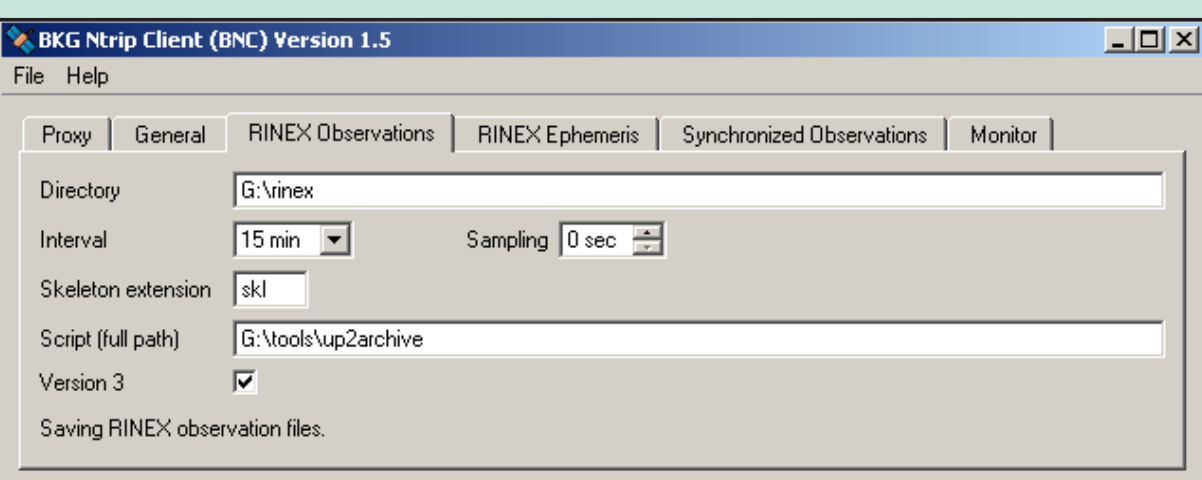 BKG Ntrip Client (BNC) Version 1.5
File Help
Proxy General RINEX Observations RINEX Ephemeris Synchronized Observations Monitor
Directory G:\rinex
Interval 15 min Sampling 0 sec
Skeleton extension skl
Script (full path) G:\tools\up2archive
Version 3
Saving RINEX observation files.